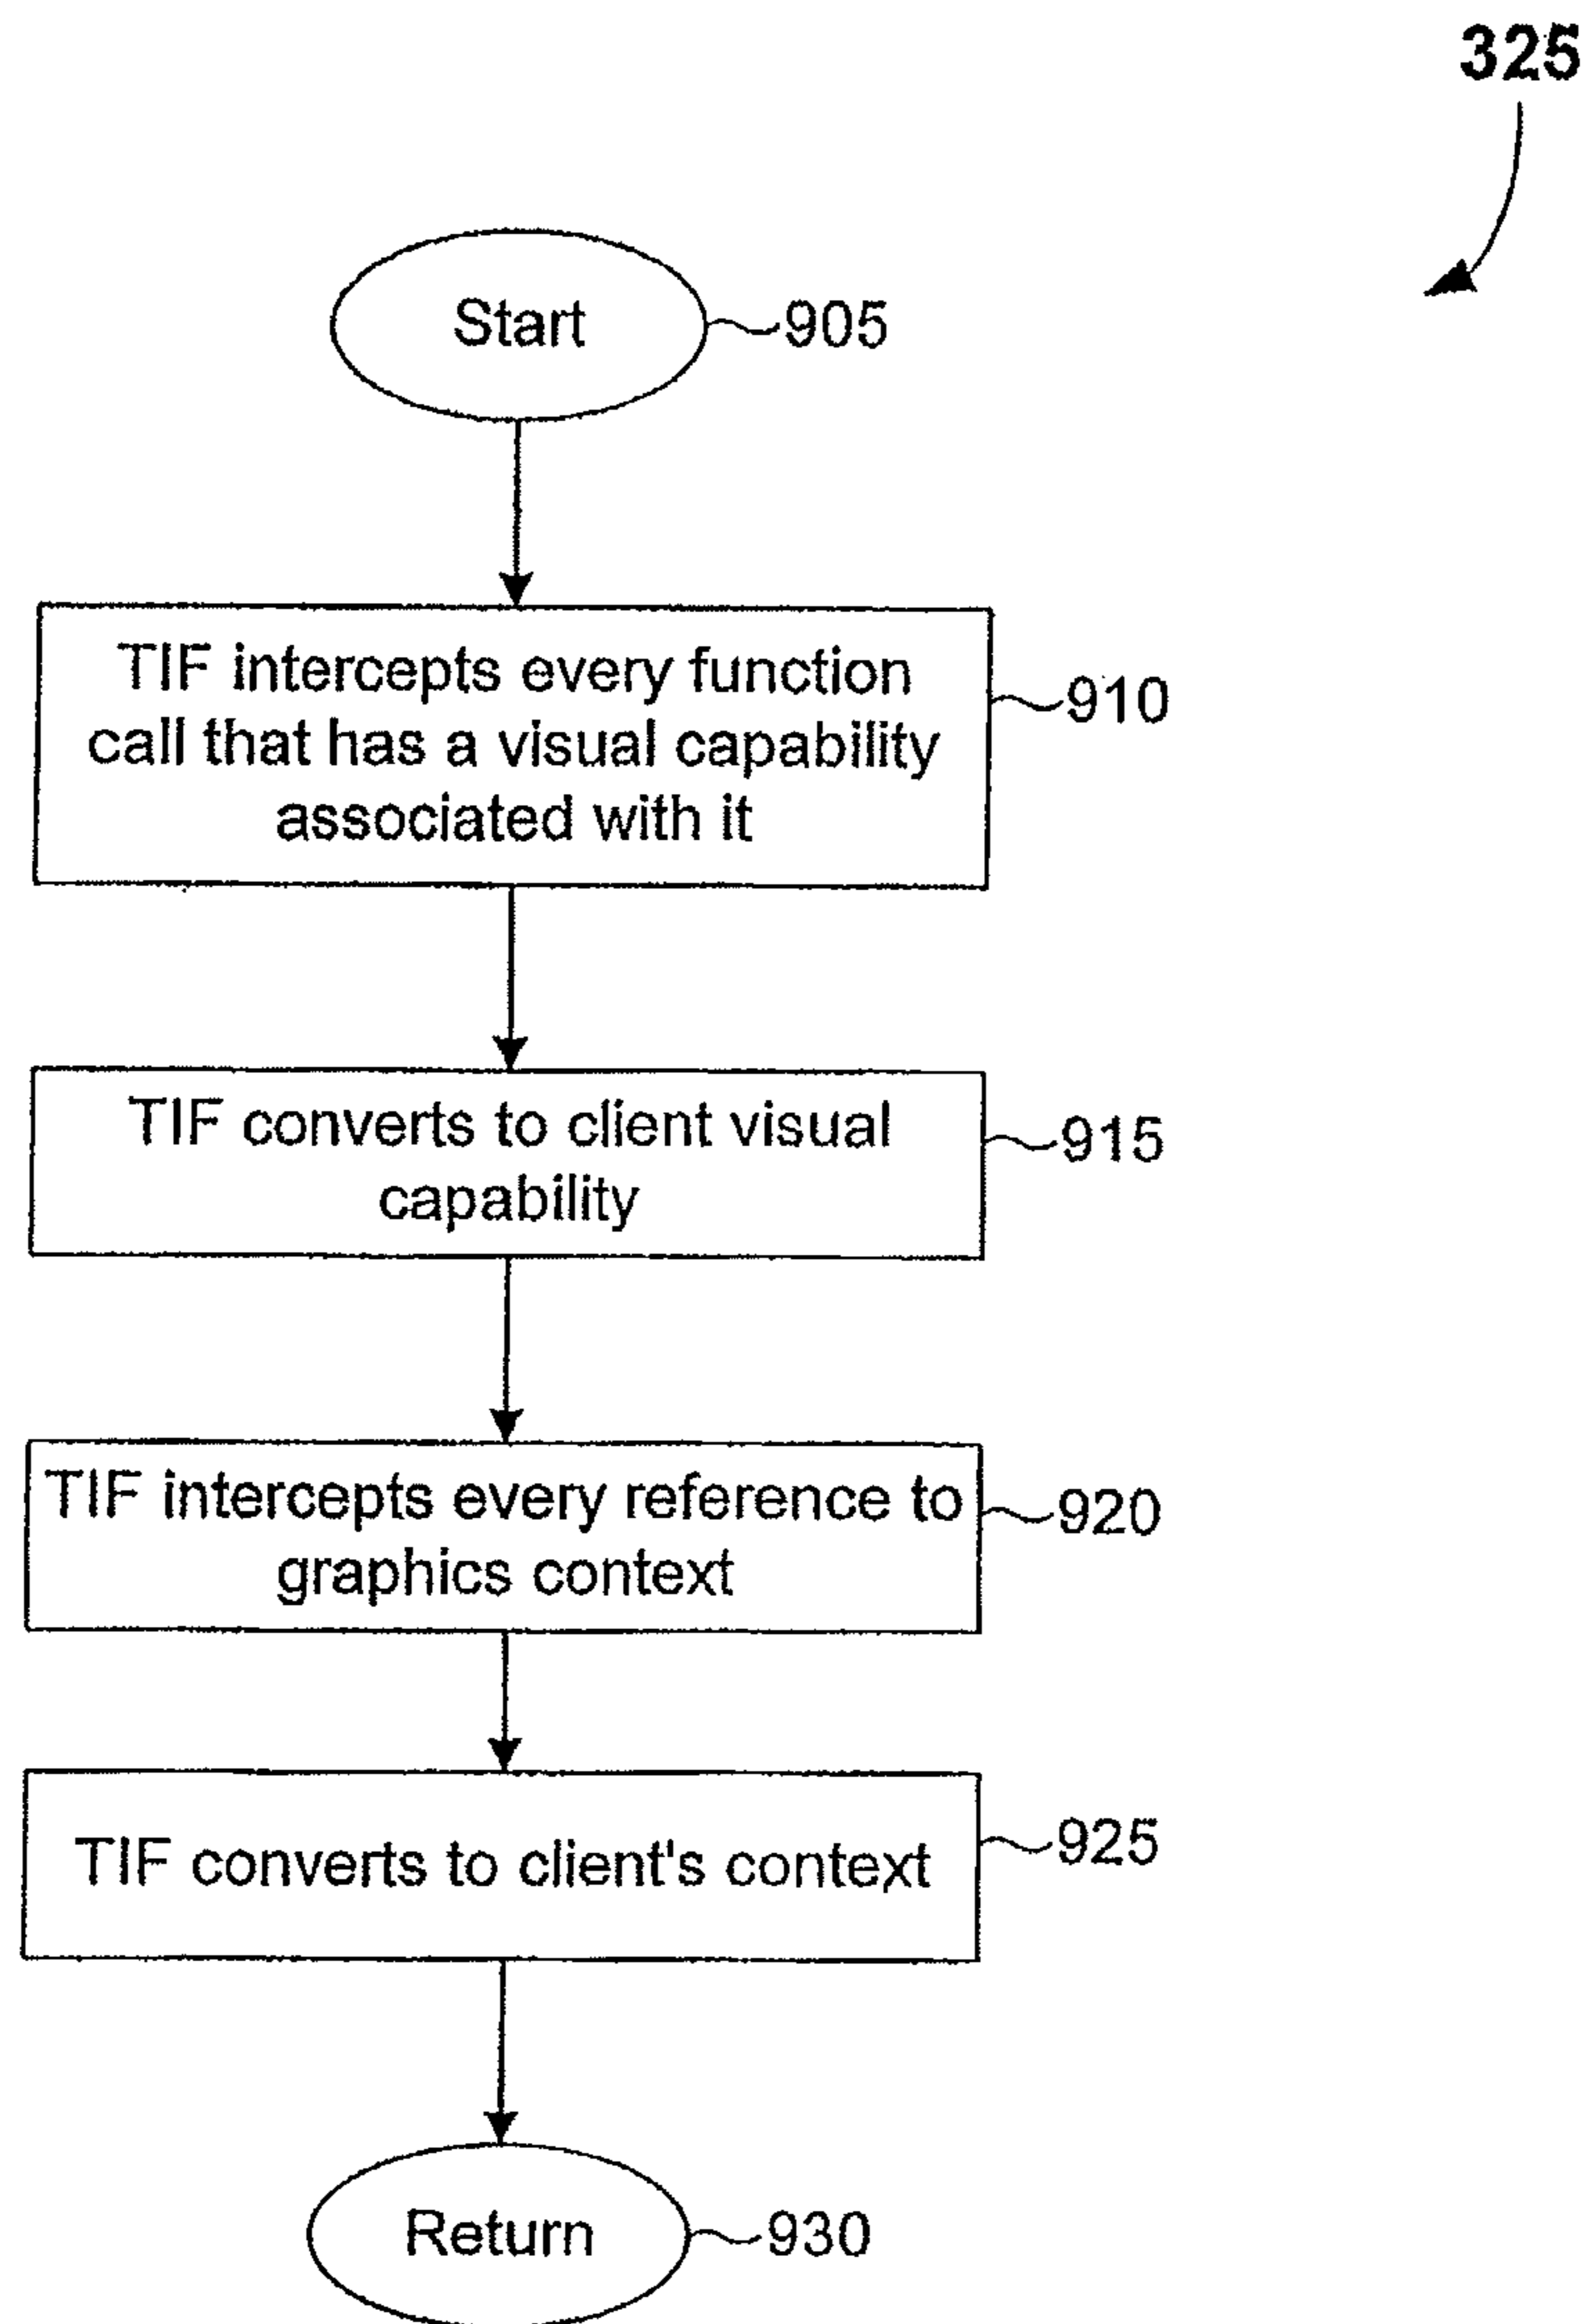 325
Start
905
TIF intercepts every function
call that has a visual capability
associated with it
910
TIF converts to client visual
capability
915
TIF intercepts every reference to
graphics context
920
TIF converts to client's context
925
Return
930